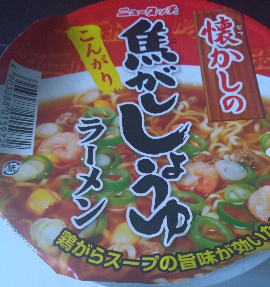 ニュータッチ
懐かしの
こんがり
焦がししょうゆ
ラーメン
鶏がらスープの旨味が効いた